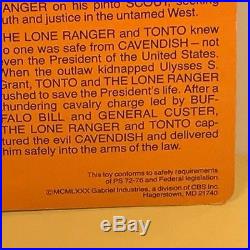 ANGER on his pinto SCOUT, seeking
uth and justice in the untamed West.
THE LONE RANGER and TONTO knew
o one was safe from CAVENDISH — not
even the President of the United States.
When the outlaw kidnapped Ulysses S.
Grant, TONTO and THE LONE RANGER
ushed to save the President's life. After a
hundering cavalry charge led by BUF-
FALO BILL and GENERAL CUSTER,
THE LONE RANGER and TONTO cap-
tured the evil CAVENDISH and delivered
him safely into the arms of the law.
This toy conforms to safety requirements
of PS 72-76 and Federal legislation.
©MCMLXXX Gabriel Industries, a division of CBS Inc.
Hagerstown, MD 21740